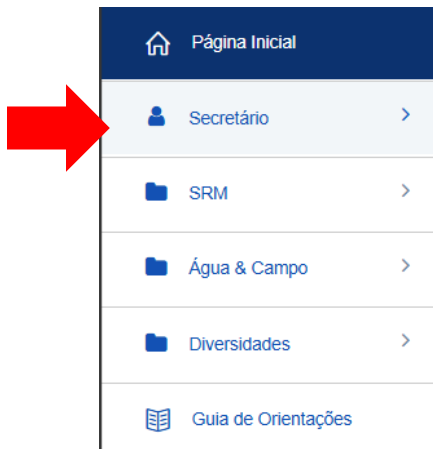 Página Inicial
Secretário
SRM
Água & Campo
Diversidades
Guia de Orientações